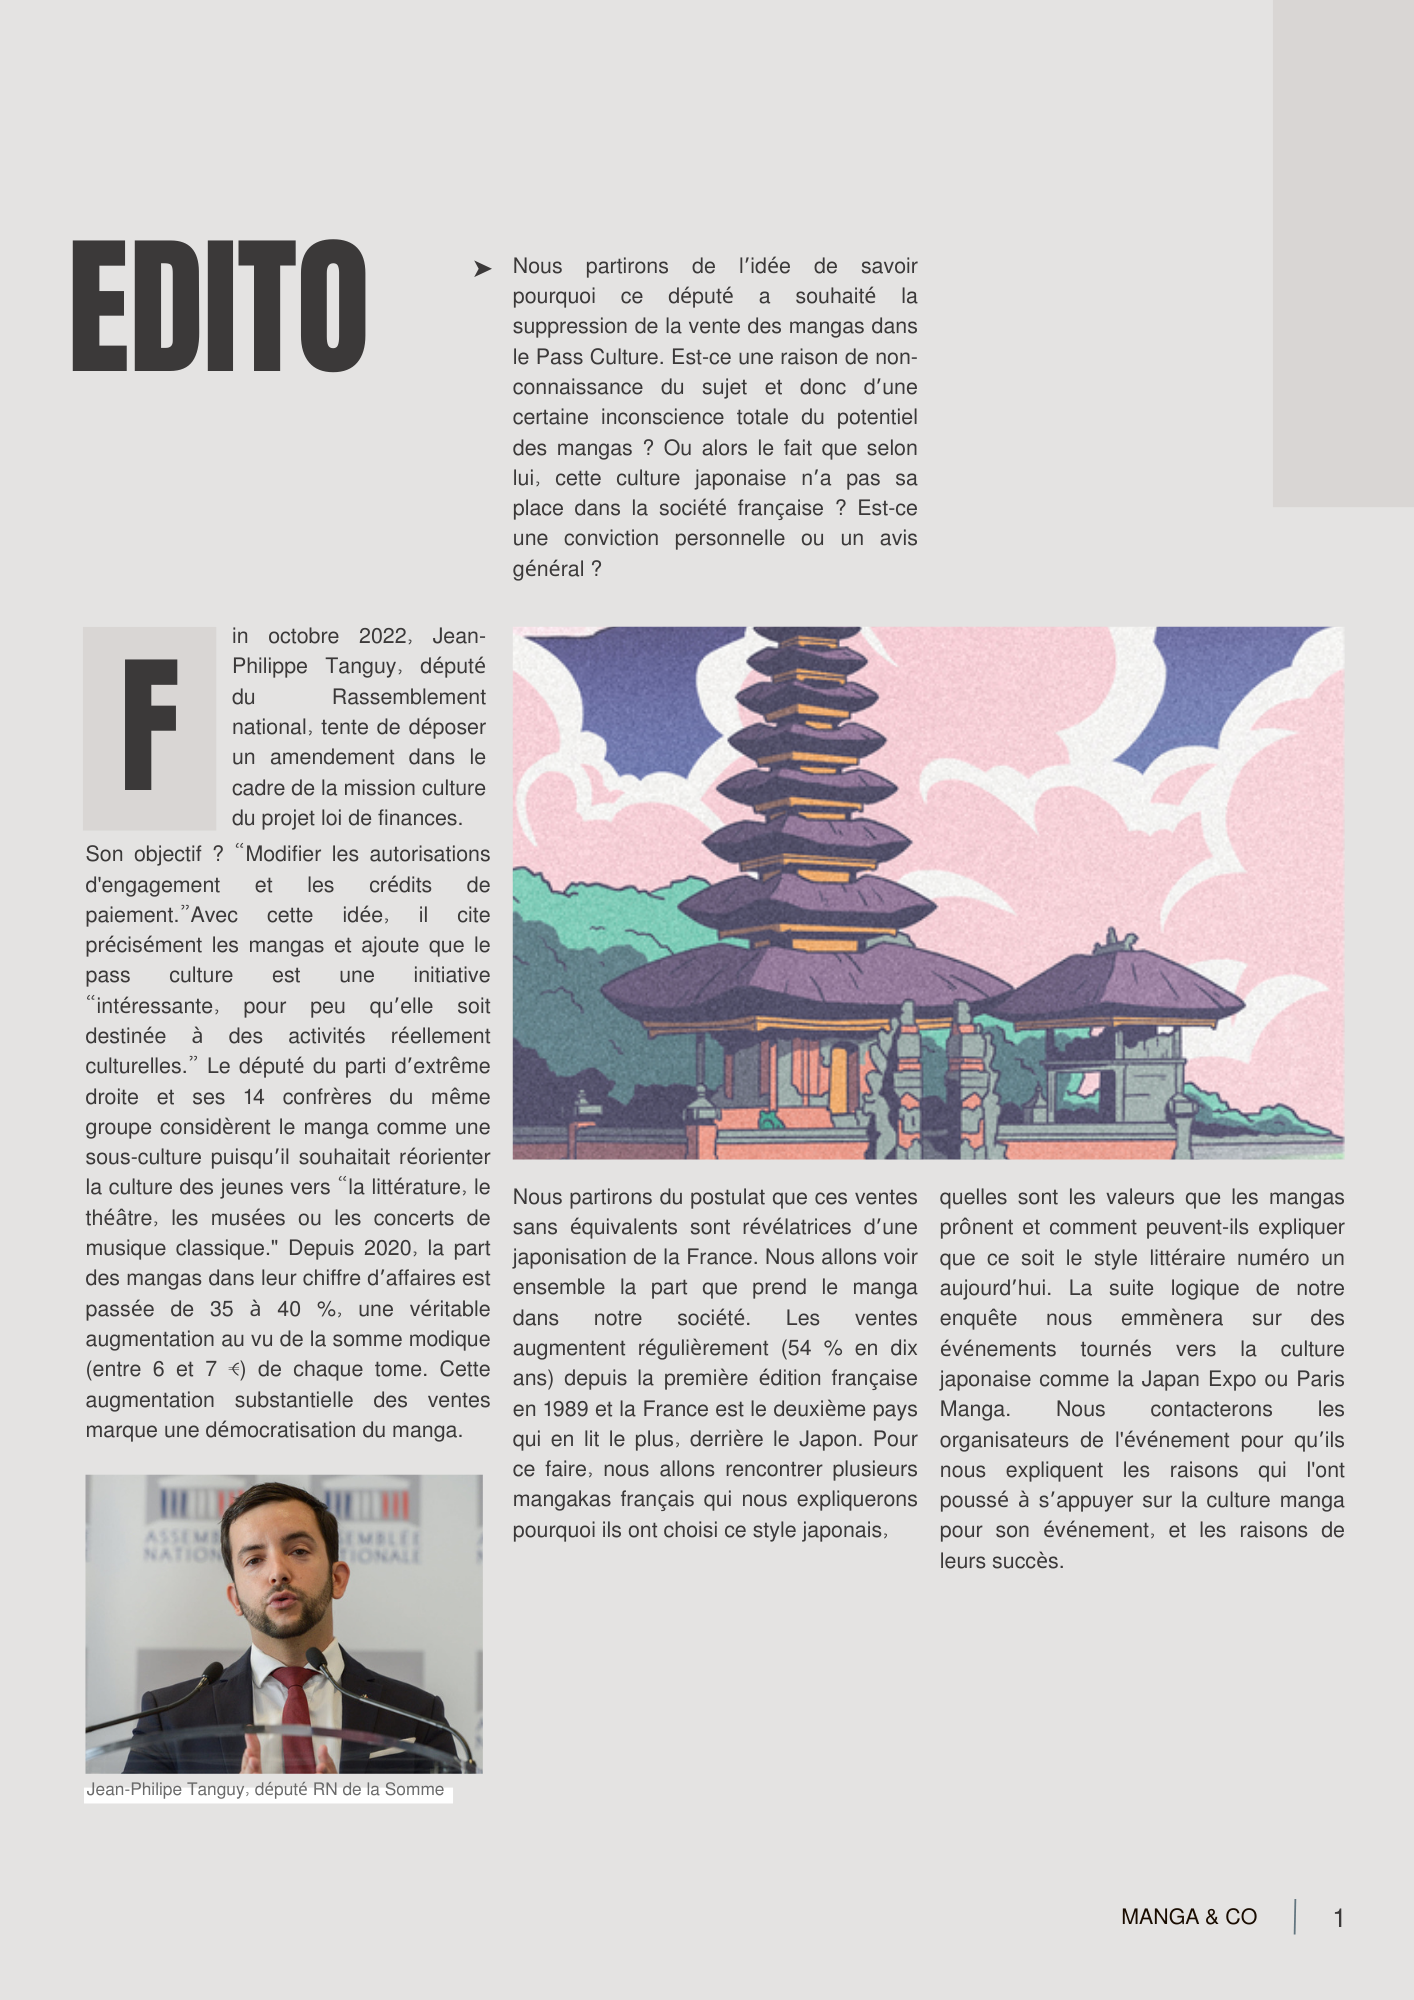 EDITO
➤ Nous partirons de l’idée de savoir
pourquoi ce député a souhaité la
suppression de la vente des mangas dans
le Pass Culture. Est-ce une raison de non-
connaissance du sujet et donc d’une
certaine inconscience totale du potentiel
des mangas ? Ou alors le fait que selon
lui, cette culture japonaise n’a pas sa
place dans la société française ? Est-ce
une conviction personnelle ou un avis
général ?
F
in octobre 2022, Jean-
Philippe Tanguy, député
du Rassemblement
national, tente de déposer
un amendement dans le
cadre de la mission culture
du projet loi de finances.
Son objectif ? “Modifier les autorisations
d'engagement et les crédits de
paiement.”Avec cette idée, il cite
précisément les mangas et ajoute que le
pass culture est une initiative
“intéressante, pour peu qu’elle soit
destinée à des activités réellement
culturelles.” Le député du parti d’extrême
droite et ses 14 confrères du même
groupe considèrent le manga comme une
sous-culture puisqu’il souhaitait réorienter
la culture des jeunes vers “la littérature, le
théâtre, les musées ou les concerts de
musique classique." Depuis 2020, la part
des mangas dans leur chiffre d’affaires est
passée de 35 à 40 %, une véritable
augmentation au vu de la somme modique
(entre 6 et 7 €) de chaque tome. Cette
augmentation substantielle des ventes
marque une démocratisation du manga.
ASSEMBLÉE
NATIONALE
Jean-Philipe Tanguy, député RN de la Somme
Nous partirons du postulat que ces ventes
sans équivalents sont révélatrices d’une
japonisation de la France. Nous allons voir
ensemble la part que prend le manga
dans notre société. Les ventes
augmentent régulièrement (54 % en dix
ans) depuis la première édition française
en 1989 et la France est le deuxième pays
qui en lit le plus, derrière le Japon. Pour
ce faire, nous allons rencontrer plusieurs
mangakas français qui nous expliquerons
pourquoi ils ont choisi ce style japonais,
quelles sont les valeurs que les mangas
prônent et comment peuvent-ils expliquer
que ce soit le style littéraire numéro un
aujourd’hui. La suite logique de notre
enquête nous emmènera sur des
événements tournés vers la culture
japonaise comme la Japan Expo ou Paris
Manga. Nous contacterons les
organisateurs de l'événement pour qu’ils
nous expliquent les raisons qui l'ont
poussé à s’appuyer sur la culture manga
pour son événement, et les raisons de
leurs succès.
MANGA & CO
1